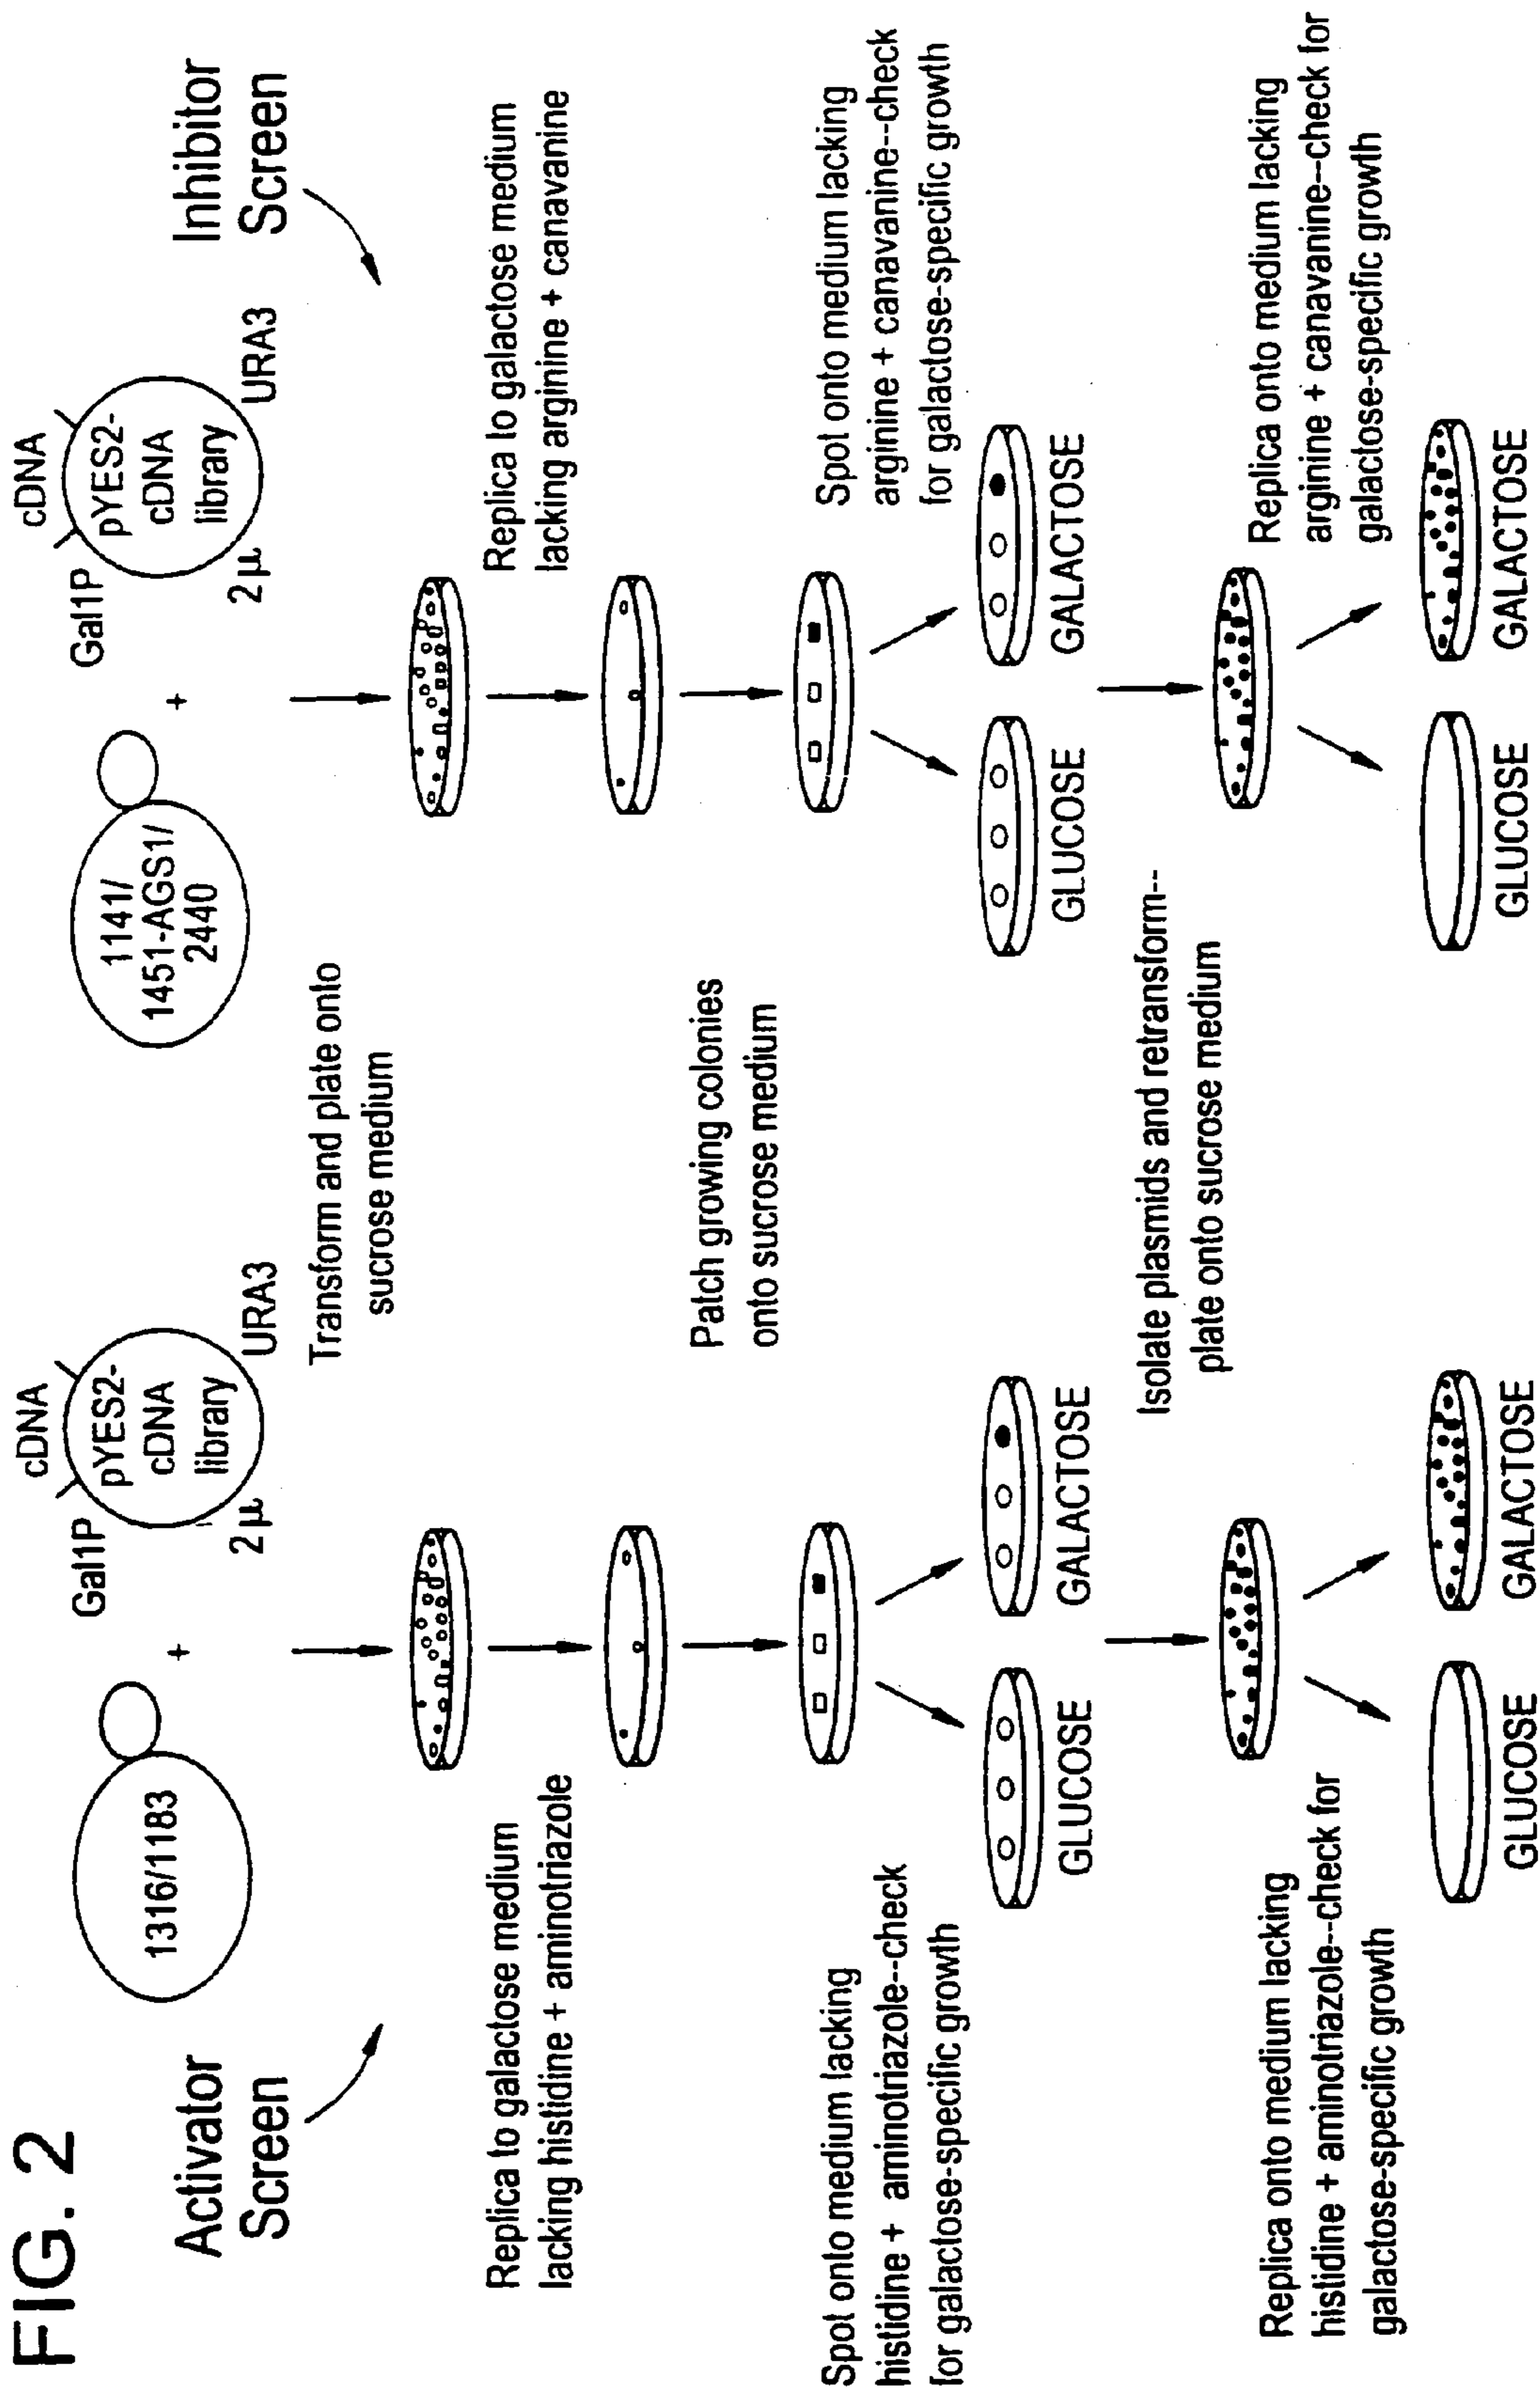 FIG. 2
Activator
Screen
1316/1183
+
Gal1P
cDNA
pYES2-
cDNA
library
2µ
URA3
1141/
1451-AGS1/
2440
+
Gal1P
cDNA
pYES2-
cDNA
library
2µ
URA3
Inhibitor
Screen
Transform and plate onto
sucrose medium
Replica to galactose medium
lacking histidine + aminotriazole
Replica to galactose medium
lacking arginine + canavanine
Patch growing colonies
onto sucrose medium
Spot onto medium lacking
histidine + aminotriazole--check
for galactose-specific growth
GLUCOSE
GALACTOSE
Spot onto medium lacking
arginine + canavanine--check
for galactose-specific growth
GLUCOSE
GALACTOSE
Isolate plasmids and retransform--
plate onto sucrose medium
Replica onto medium lacking
histidine + aminotriazole--check for
galactose-specific growth
GLUCOSE
GALACTOSE
Replica onto medium lacking
arginine + canavanine--check for
galactose-specific growth
GLUCOSE
GALACTOSE